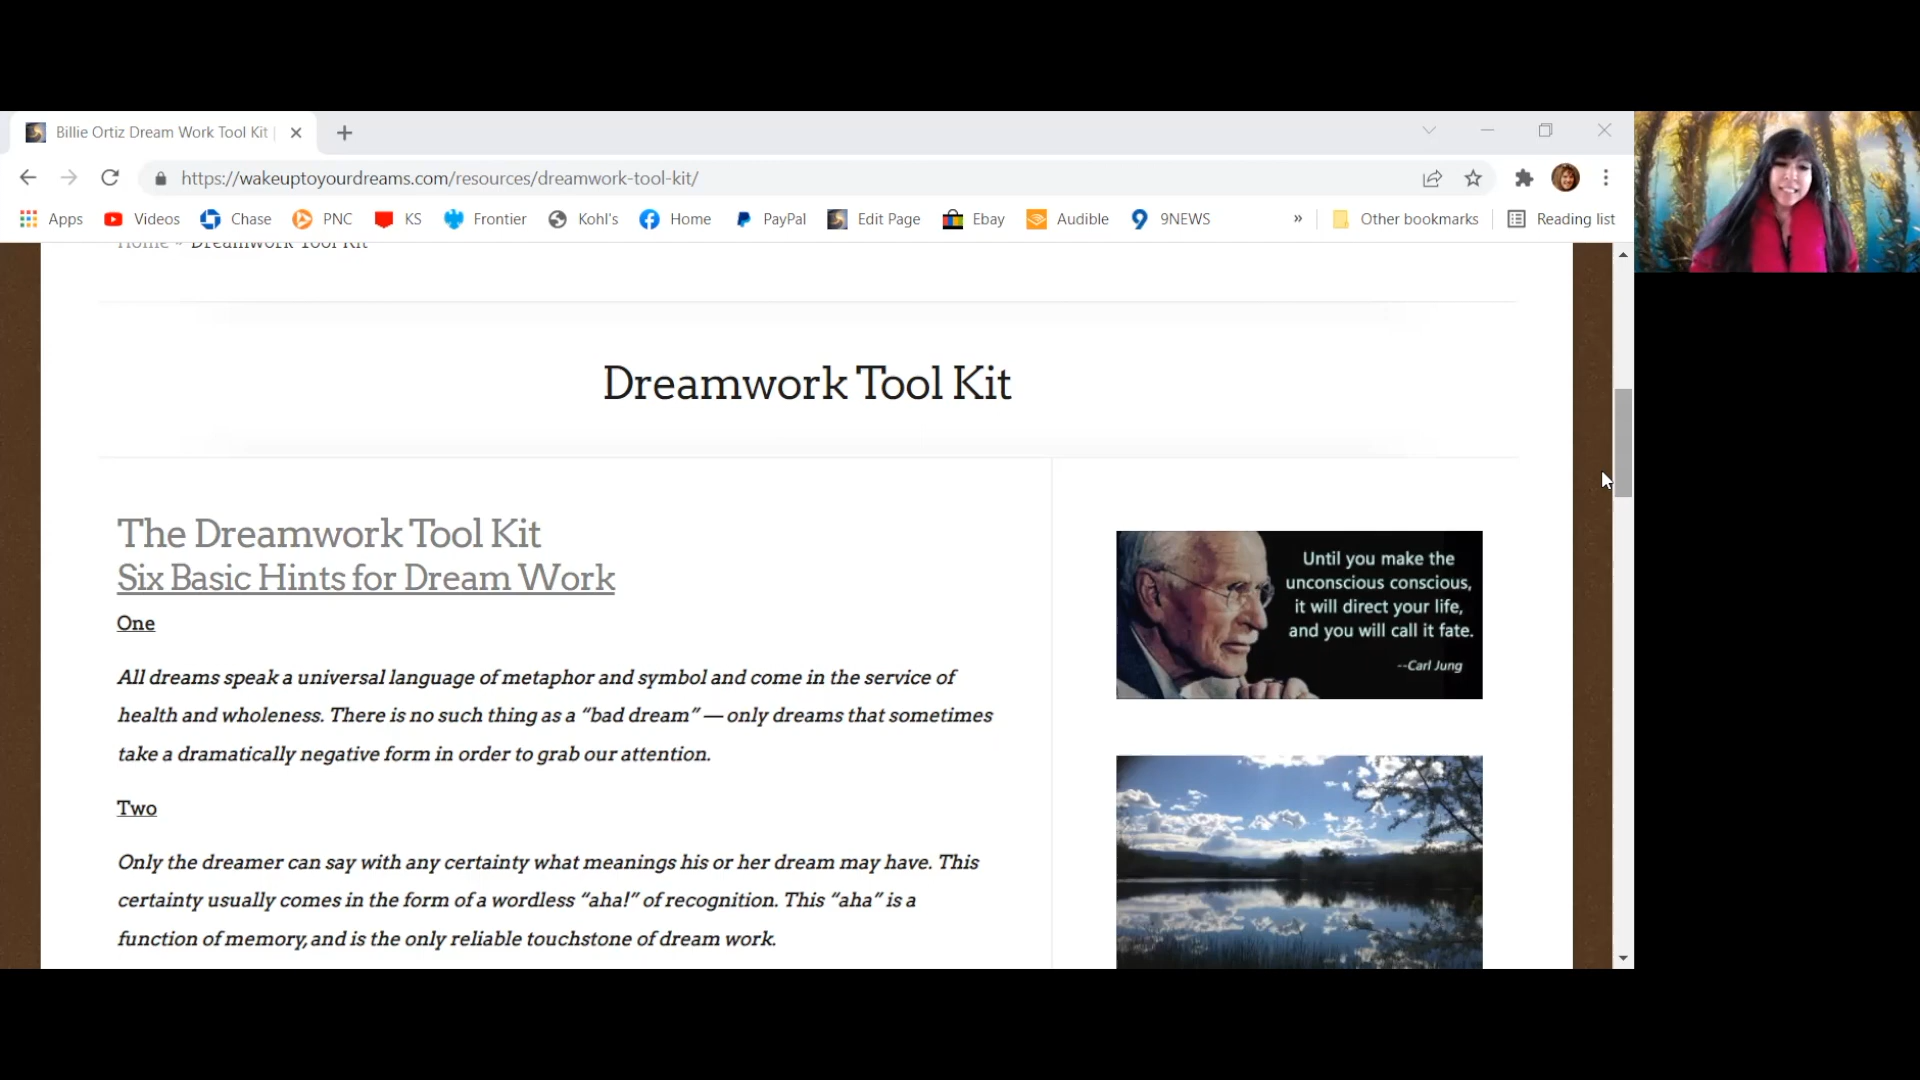 Billie Ortiz Dream Work Tool Kit
https://wakeuptoyourdreams.com/resources/dreamwork-tool-kit/
Apps Videos Chase PNC KS Frontier Kohl's Home PayPal Edit Page Ebay Audible 9NEWS » Other bookmarks Reading list
Home » Dreamwork Tool Kit
Dreamwork Tool Kit
The Dreamwork Tool Kit
Six Basic Hints for Dream Work
One
All dreams speak a universal language of metaphor and symbol and come in the service of
health and wholeness. There is no such thing as a “bad dream” — only dreams that sometimes
take a dramatically negative form in order to grab our attention.
Two
Only the dreamer can say with any certainty what meanings his or her dream may have. This
certainty usually comes in the form of a wordless “aha!” of recognition. This “aha” is a
function of memory, and is the only reliable touchstone of dream work.
Until you make the
unconscious conscious,
it will direct your life,
and you will call it fate.
--Carl Jung